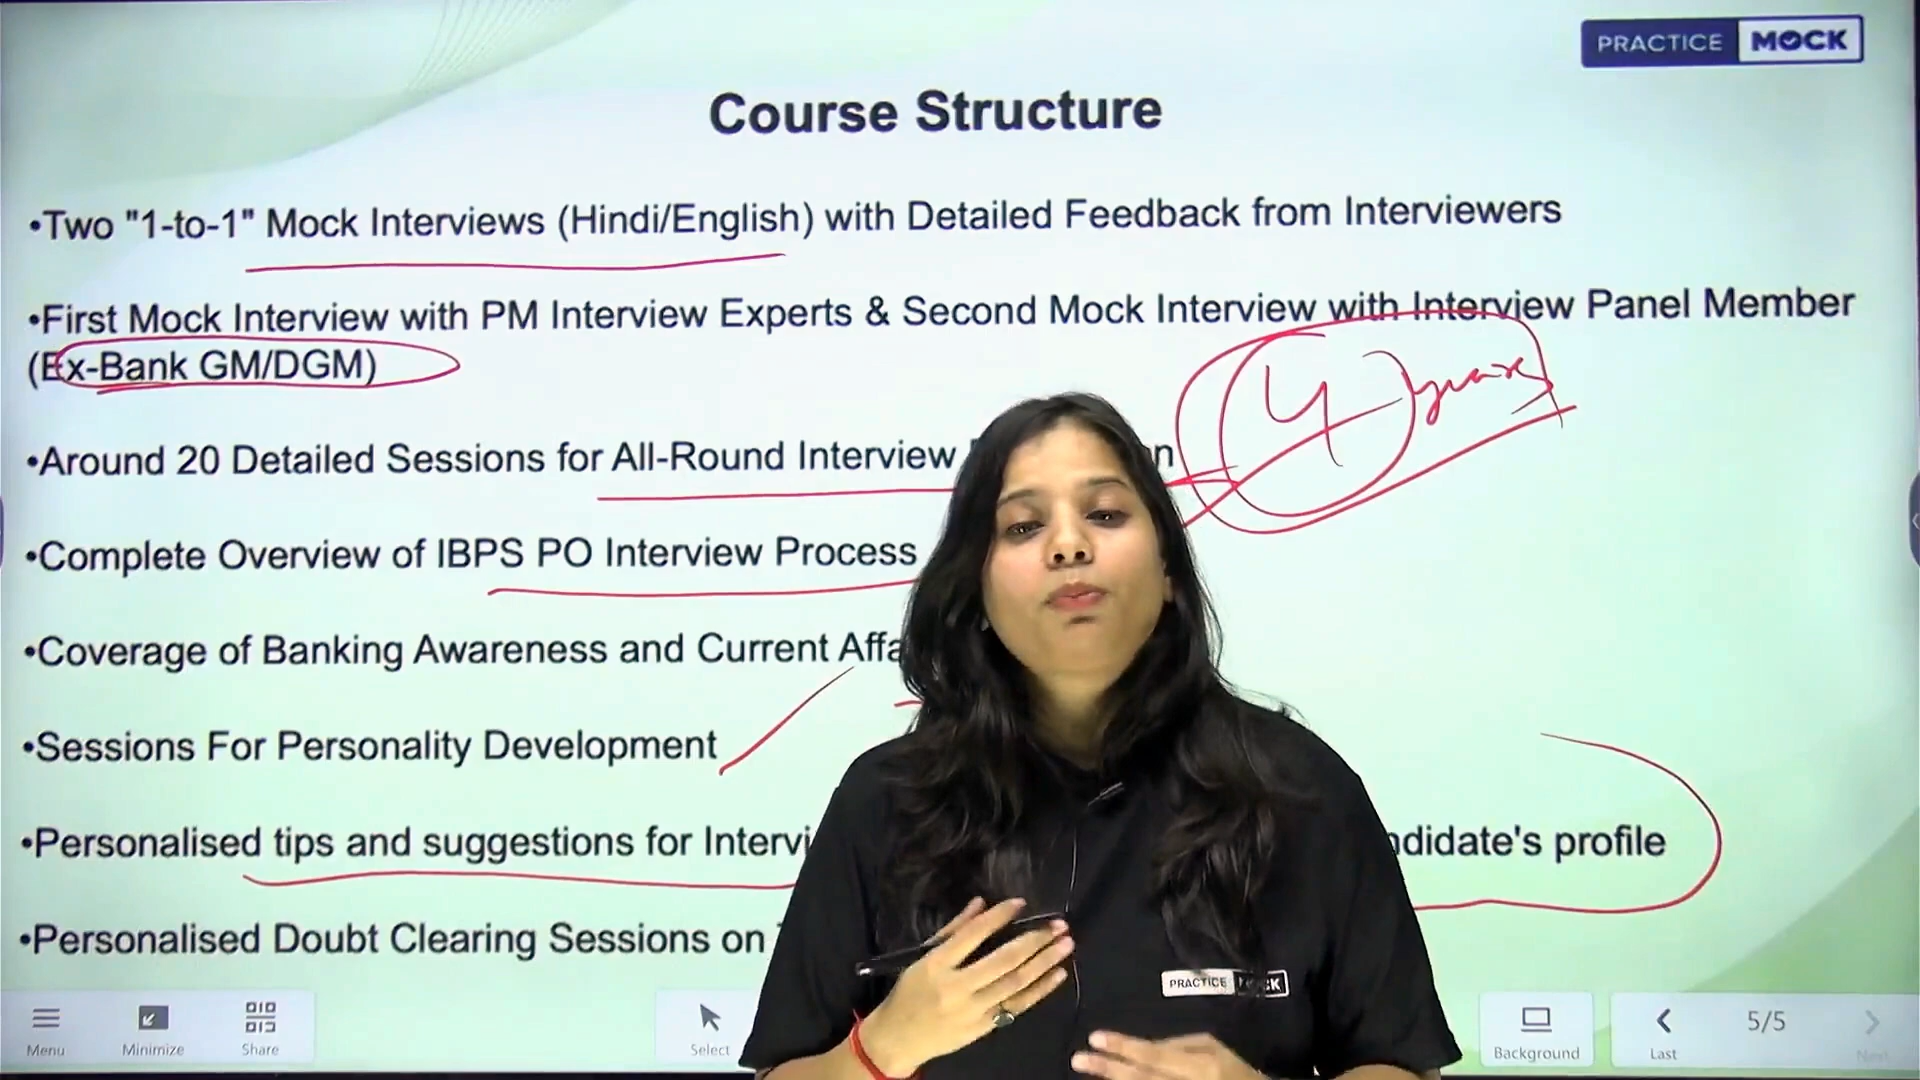 PRACTICE MOCK
Course Structure
•Two "1-to-1" Mock Interviews (Hindi/English) with Detailed Feedback from Interviewers
•First Mock Interview with PM Interview Experts & Second Mock Interview with Interview Panel Member
(Ex-Bank GM/DGM)
4 years
•Around 20 Detailed Sessions for All-Round Interview
•Complete Overview of IBPS PO Interview Process
•Coverage of Banking Awareness and Current
•Sessions For Personality Development
•Personalised tips and suggestions for profile
•Personalised Doubt Clearing Sessions on
PRACTICE
Menu Minimize Share Select Background Last 5/5 Next